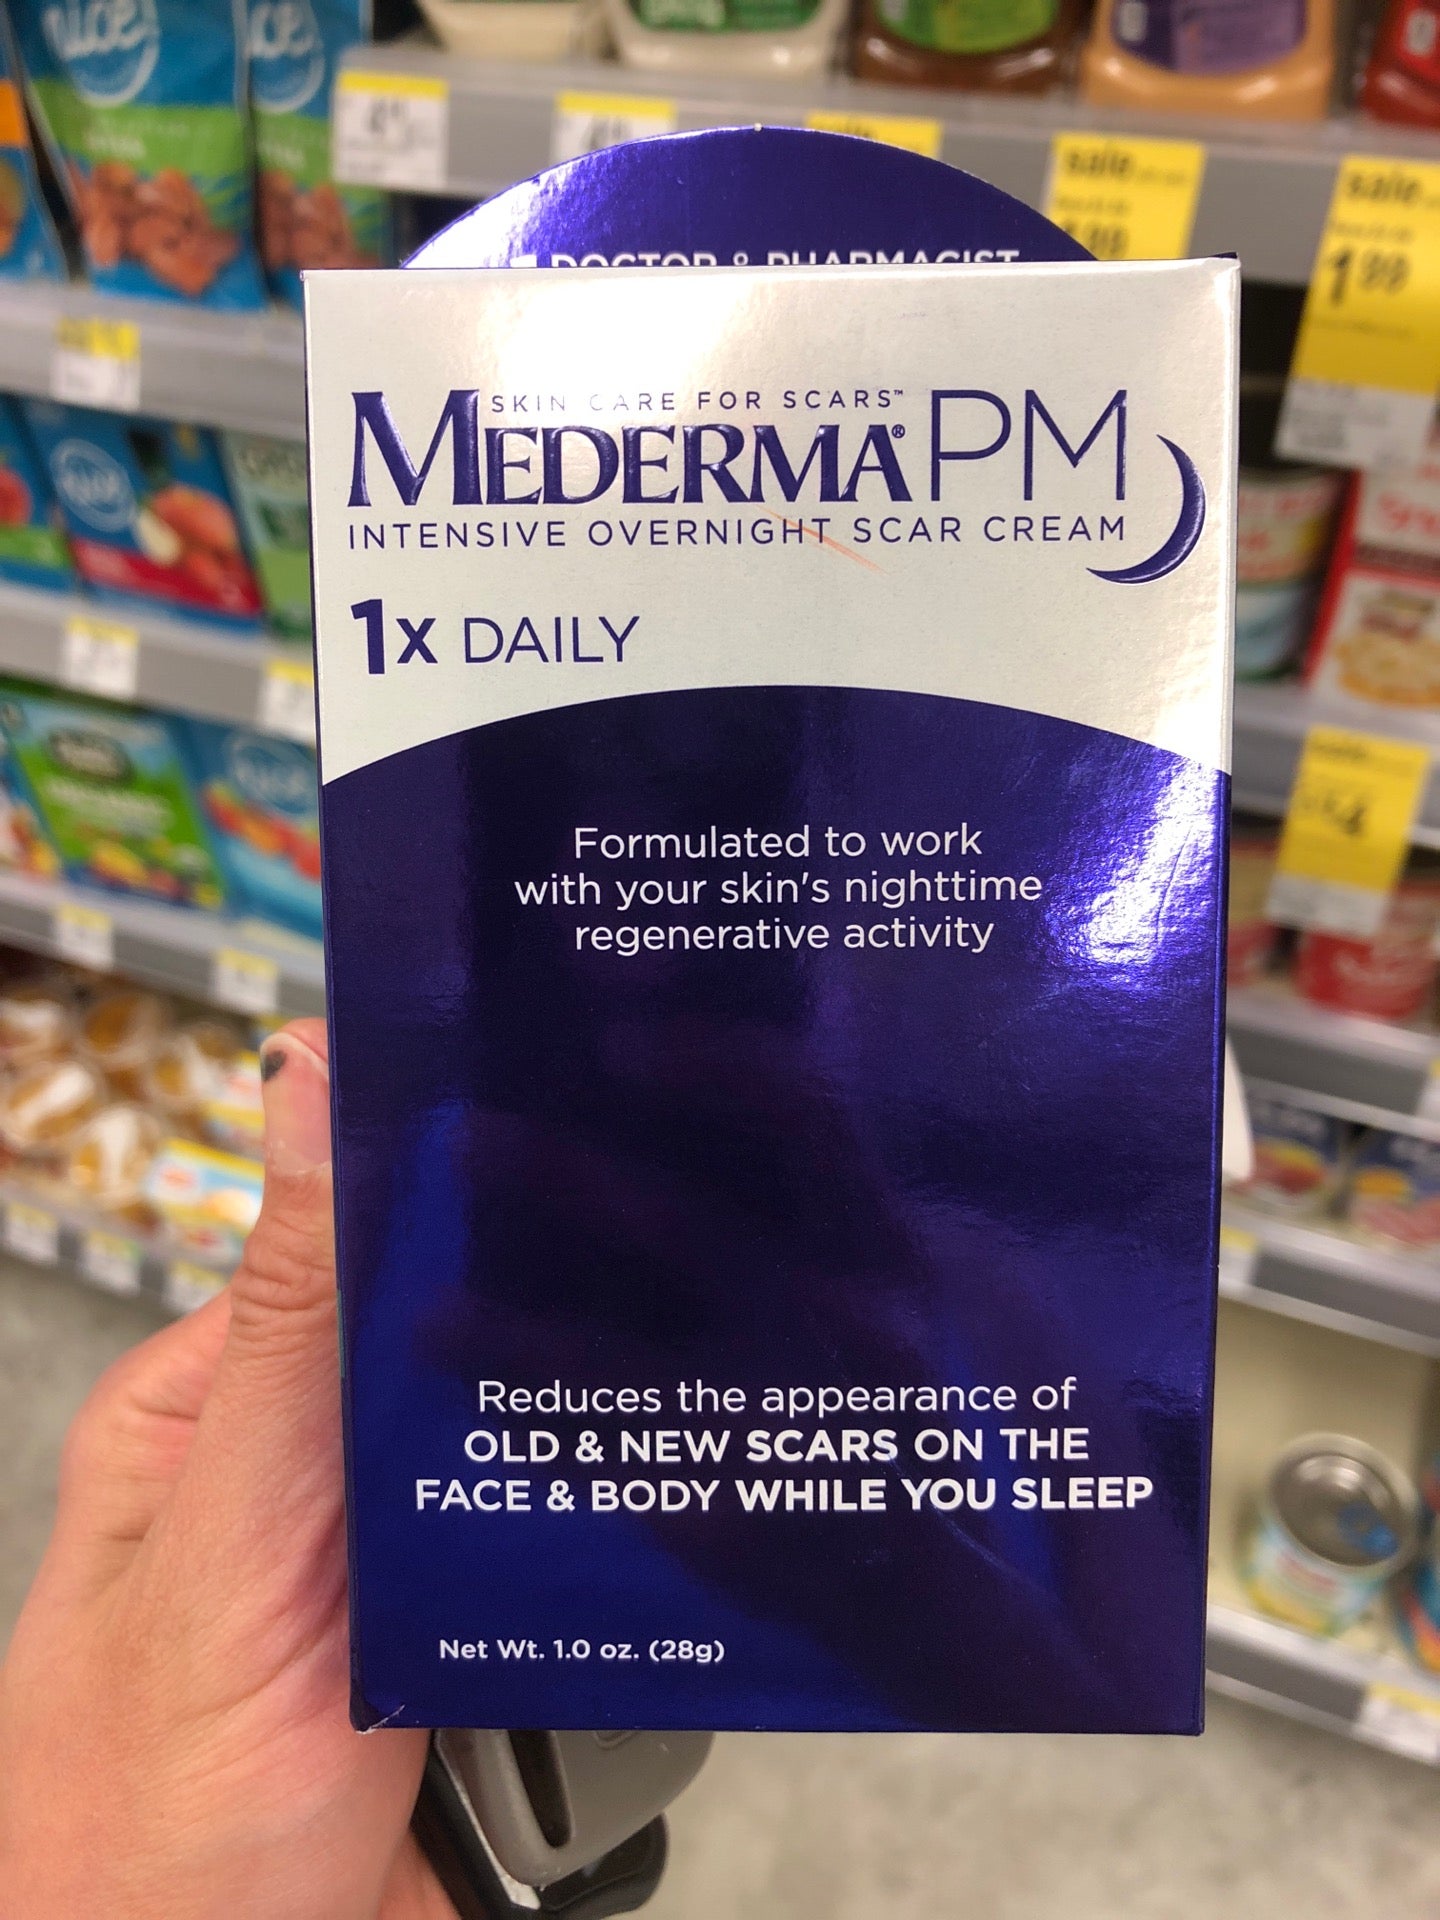 DOCTOR & PHARMACIST
SKIN CARE FOR SCARS™
MEDERMA® PM
INTENSIVE OVERNIGHT SCAR CREAM
1x DAILY
Formulated to work
with your skin's nighttime
regenerative activity
Reduces the appearance of
OLD & NEW SCARS ON THE
FACE & BODY WHILE YOU SLEEP
Net Wt. 1.0 oz. (28g)
nice!
sale
sale
1 99